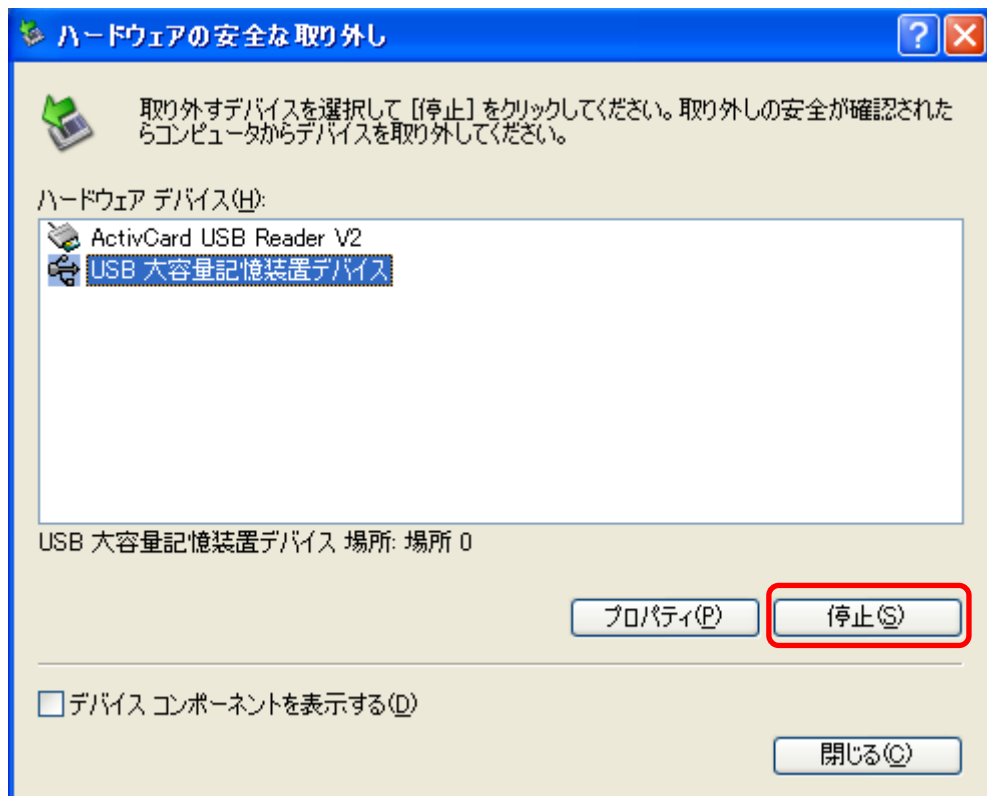 ハードウェアの安全な取り外し
取り外すデバイスを選択して [停止] をクリックしてください。取り外しの安全が確認された
らコンピュータからデバイスを取り外してください。
ハードウェア デバイス(H):
ActivCard USB Reader V2
USB 大容量記憶装置デバイス
USB 大容量記憶装置デバイス 場所: 場所 0
プロパティ(P)
停止(S)
デバイス コンポーネントを表示する(D)
閉じる(C)